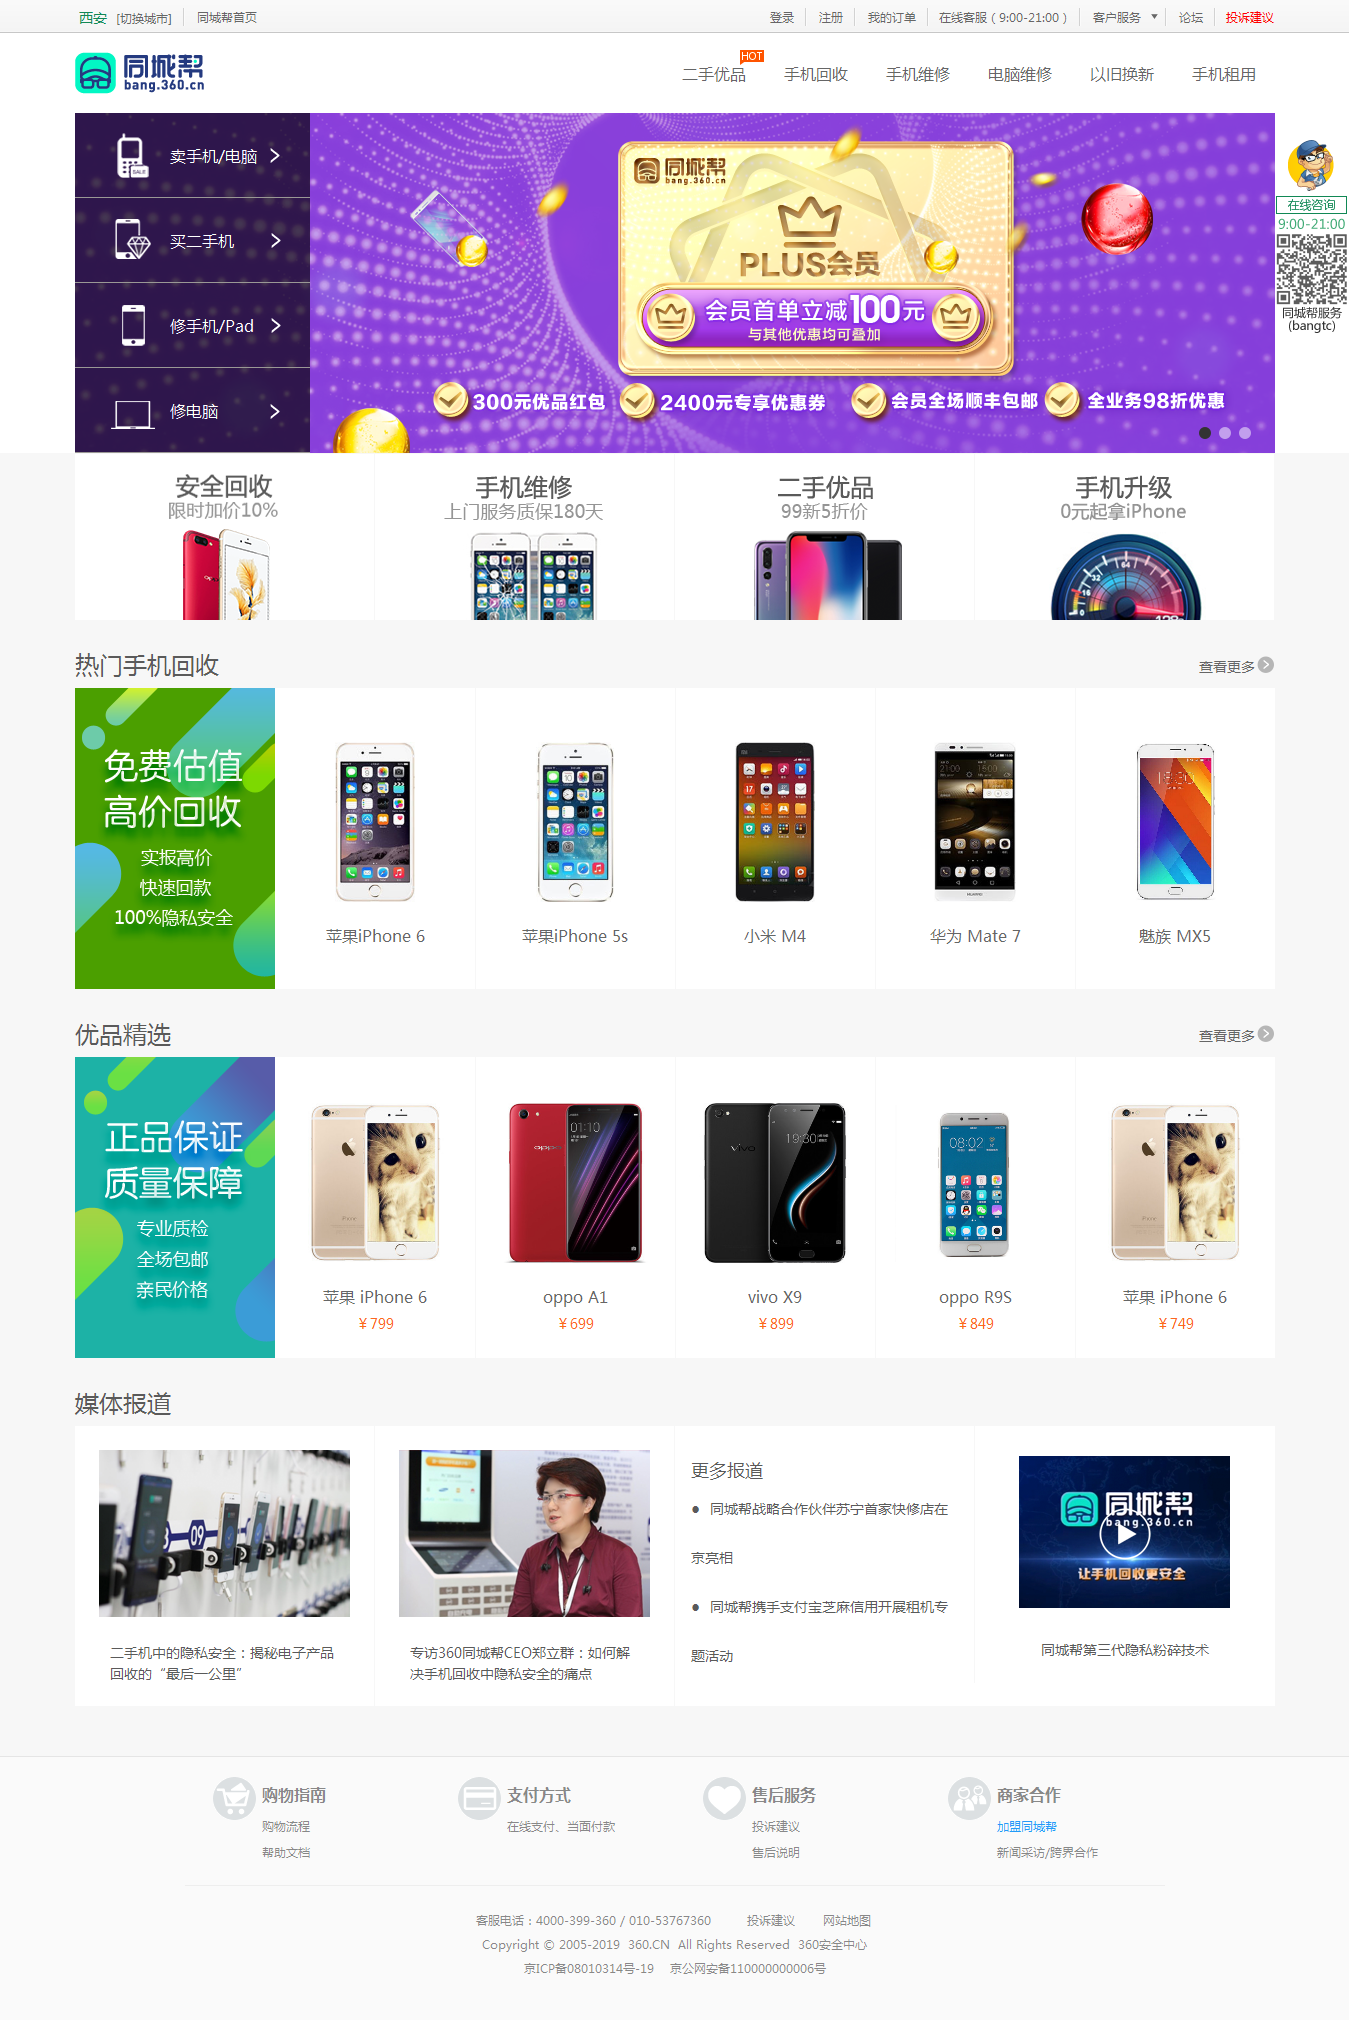 西安 [切换城市] 同城帮首页 登录 注册 我的订单 在线客服（9:00-21:00） 客户服务 论坛 投诉建议
同城帮
bang.360.cn
HOT
二手优品 手机回收 手机维修 电脑维修 以旧换新 手机租用
卖手机/电脑
买二手机
修手机/Pad
修电脑
同城帮
bang.360.cn
PLUS会员
会员首单立减100元
与其他优惠均可叠加
300元优品红包 2400元专享优惠券 会员全场顺丰包邮 全业务98折优惠
在线咨询
9:00-21:00
同城帮服务
(bangtc)
安全回收 手机维修 二手优品 手机升级
限时加价10% 上门服务质保180天 99新5折价 0元起拿iPhone
热门手机回收 查看更多
免费估值
高价回收
实报高价
快速回款
100%隐私安全
苹果iPhone 6 苹果iPhone 5s 小米 M4 华为 Mate 7 魅族 MX5
优品精选 查看更多
正品保证
质量保障
专业质检
全场包邮
亲民价格
苹果 iPhone 6 oppo A1 vivo X9 oppo R9S 苹果 iPhone 6
￥799 ￥699 ￥899 ￥849 ￥749
媒体报道
09
二手机中的隐私安全：揭秘电子产品
回收的“最后一公里”
专访360同城帮CEO郑立群：如何解
决手机回收中隐私安全的痛点
更多报道
● 同城帮战略合作伙伴苏宁首家快修店在
京亮相
● 同城帮携手支付宝芝麻信用开展租机专
题活动
同城帮
bang.360.cn
让手机回收更安全
同城帮第三代隐私粉碎技术
购物指南 支付方式 售后服务 商家合作
购物流程 在线支付、当面付款 投诉建议 加盟同城帮
帮助文档 售后说明 新闻采访/跨界合作
客服电话：4000-399-360 / 010-53767360 投诉建议 网站地图
Copyright © 2005-2019 360.CN All Rights Reserved 360安全中心
京ICP备08010314号-19 京公网安备110000000006号